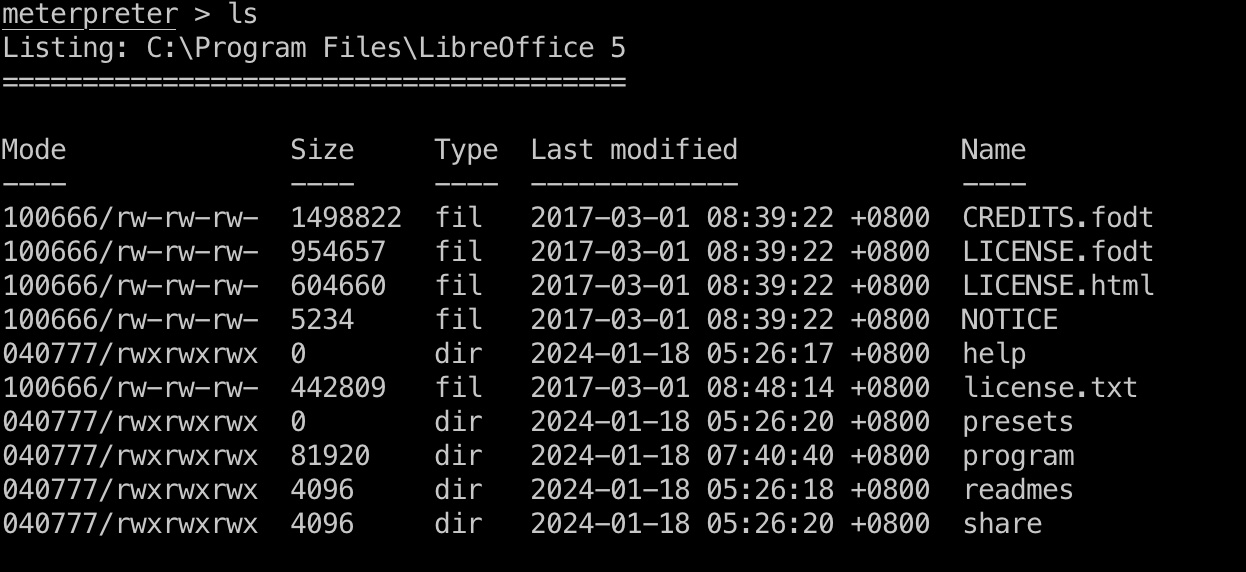 meterpreter > ls
Listing: C:\Program Files\LibreOffice 5
=======================================
Mode Size Type Last modified Name
---- ---- ---- ------------- ----
100666/rw-rw-rw- 1498822 fil 2017-03-01 08:39:22 +0800 CREDITS.fodt
100666/rw-rw-rw- 954657 fil 2017-03-01 08:39:22 +0800 LICENSE.fodt
100666/rw-rw-rw- 604660 fil 2017-03-01 08:39:22 +0800 LICENSE.html
100666/rw-rw-rw- 5234 fil 2017-03-01 08:39:22 +0800 NOTICE
040777/rwxrwxrwx 0 dir 2024-01-18 05:26:17 +0800 help
100666/rw-rw-rw- 442809 fil 2017-03-01 08:48:14 +0800 license.txt
040777/rwxrwxrwx 0 dir 2024-01-18 05:26:20 +0800 presets
040777/rwxrwxrwx 81920 dir 2024-01-18 07:40:40 +0800 program
040777/rwxrwxrwx 4096 dir 2024-01-18 05:26:18 +0800 readmes
040777/rwxrwxrwx 4096 dir 2024-01-18 05:26:20 +0800 share